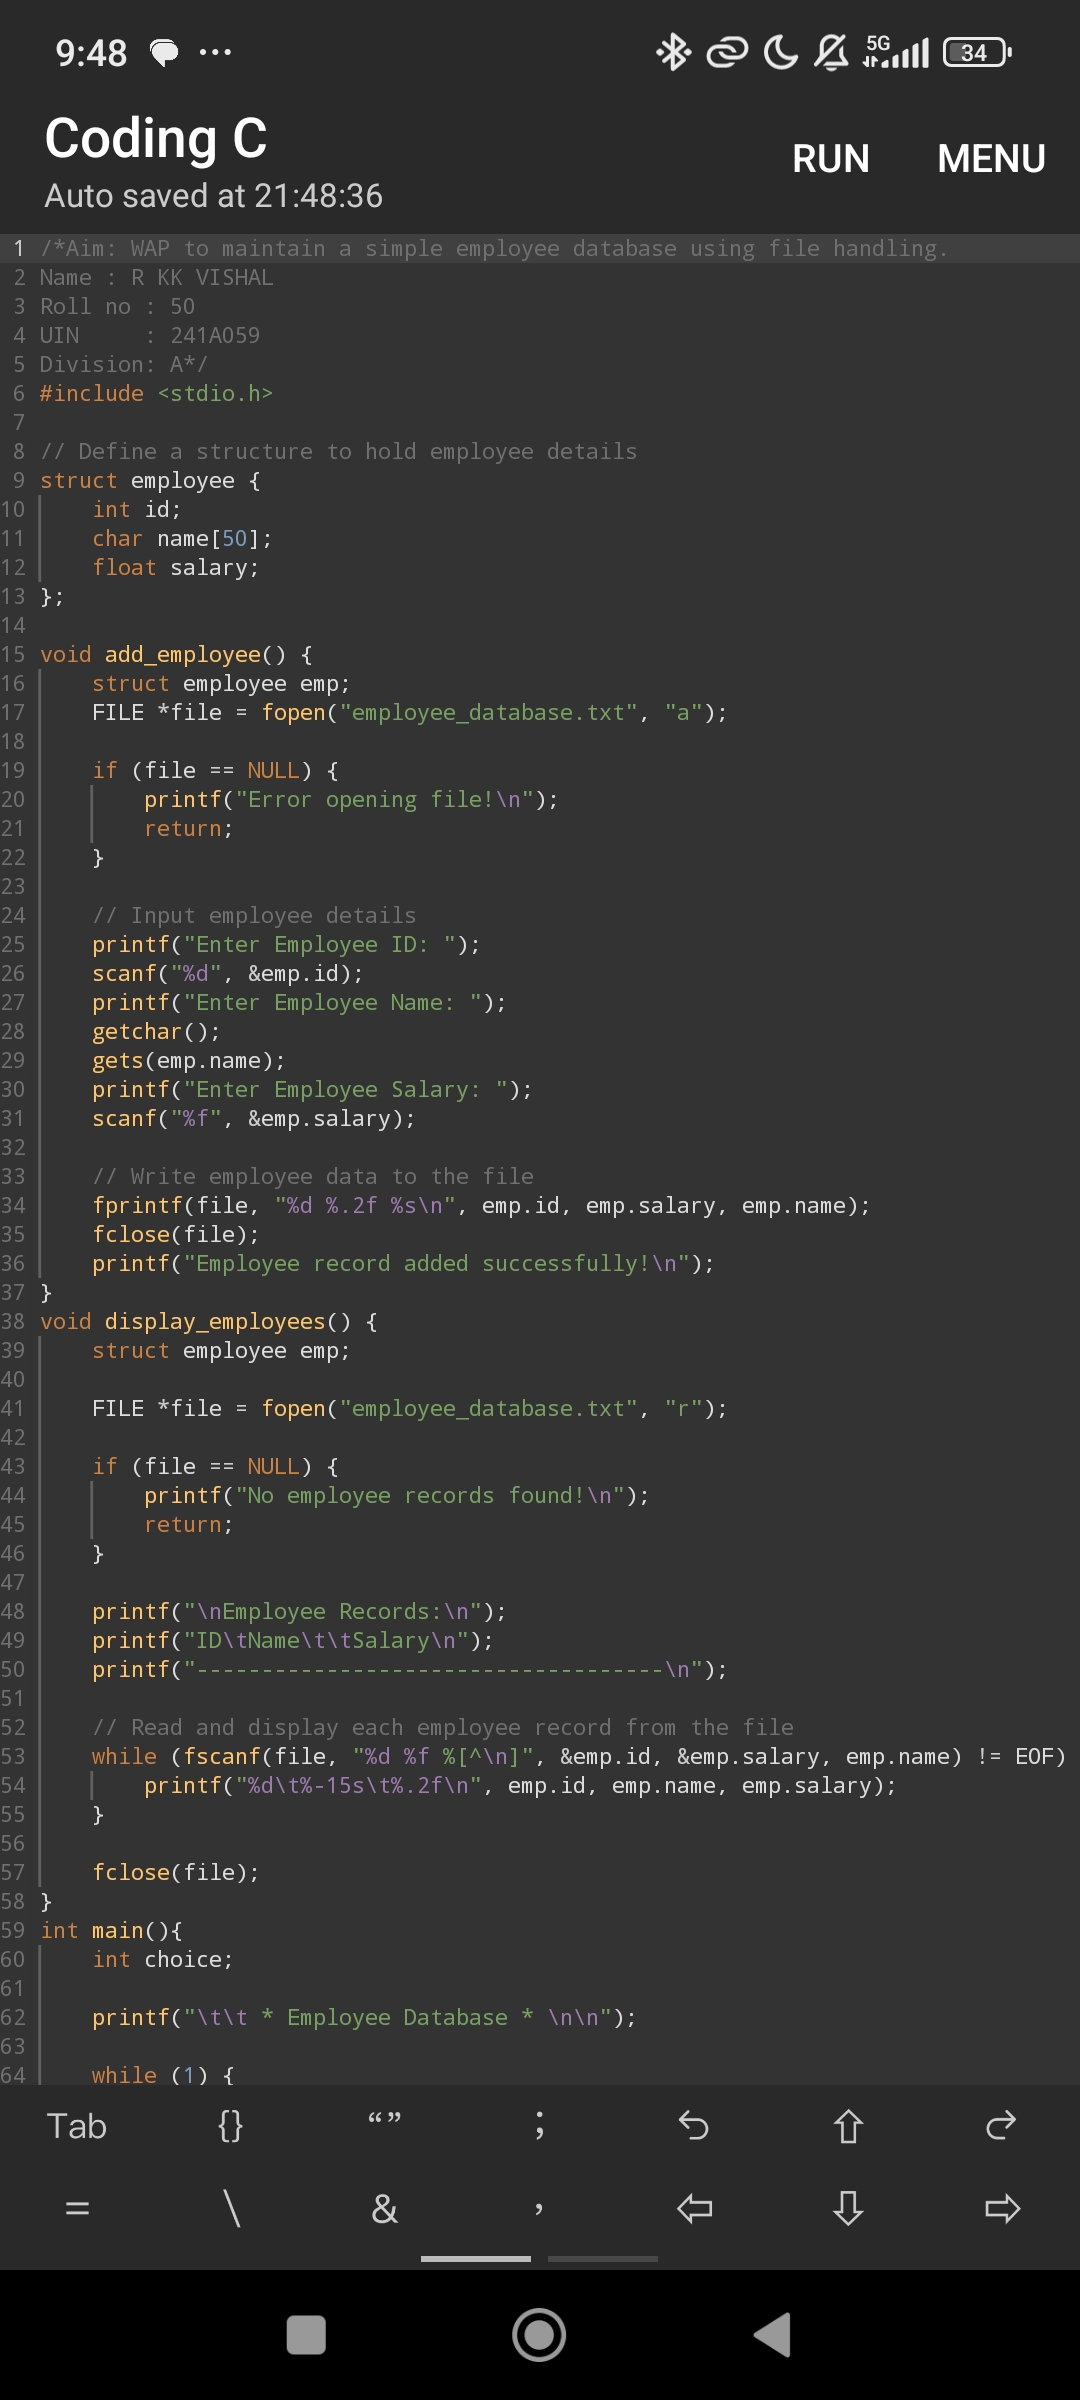 9:48 5G 34
Coding C
RUN MENU
Auto saved at 21:48:36
1 /*Aim: WAP to maintain a simple employee database using file handling.
2 Name : R KK VISHAL
3 Roll no : 50
4 UIN     : 241A059
5 Division: A*/
6 #include <stdio.h>
7
8 // Define a structure to hold employee details
9 struct employee {
10     int id;
11     char name[50];
12     float salary;
13 };
14
15 void add_employee() {
16     struct employee emp;
17     FILE *file = fopen("employee_database.txt", "a");
18
19     if (file == NULL) {
20         printf("Error opening file!\n");
21         return;
22     }
23
24     // Input employee details
25     printf("Enter Employee ID: ");
26     scanf("%d", &emp.id);
27     printf("Enter Employee Name: ");
28     getchar();
29     gets(emp.name);
30     printf("Enter Employee Salary: ");
31     scanf("%f", &emp.salary);
32
33     // Write employee data to the file
34     fprintf(file, "%d %.2f %s\n", emp.id, emp.salary, emp.name);
35     fclose(file);
36     printf("Employee record added successfully!\n");
37 }
38 void display_employees() {
39     struct employee emp;
40
41     FILE *file = fopen("employee_database.txt", "r");
42
43     if (file == NULL) {
44         printf("No employee records found!\n");
45         return;
46     }
47
48     printf("\nEmployee Records:\n");
49     printf("ID\tName\t\tSalary\n");
50     printf("------------------------------------\n");
51
52     // Read and display each employee record from the file
53     while (fscanf(file, "%d %f %[^\n]", &emp.id, &emp.salary, emp.name) != EOF)
54         printf("%d\t%-15s\t%.2f\n", emp.id, emp.name, emp.salary);
55     }
56
57     fclose(file);
58 }
59 int main(){
60     int choice;
61
62     printf("\t\t * Employee Database * \n\n");
63
64     while (1) {
Tab {} “” ;
= \ & ,